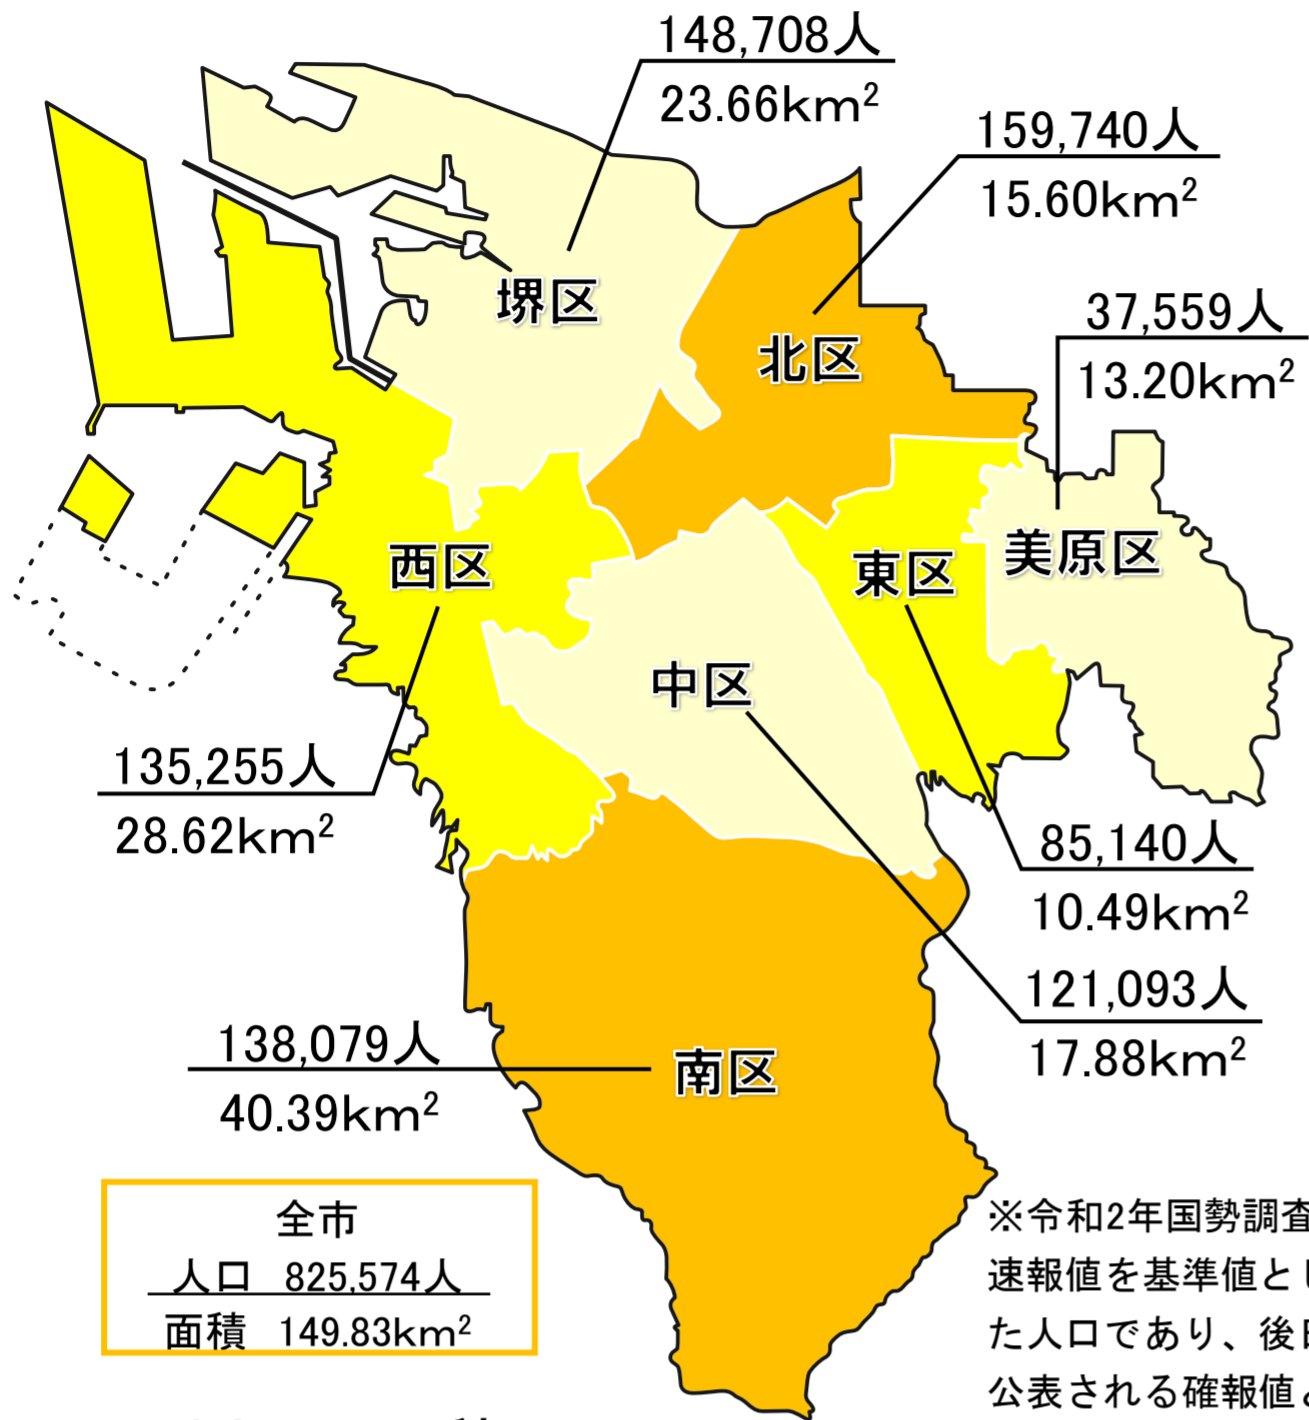 148,708人
23.66km²
159,740人
15.60km²
37,559人
13.20km²
堺区
北区
美原区
西区
東区
中区
135,255人
28.62km²
85,140人
10.49km²
121,093人
17.88km²
138,079人
40.39km²
南区
全市
人口 825,574人
面積 149.83km²
※令和2年国勢調査
速報値を基準値とし
た人口であり、後日
公表される確報値と